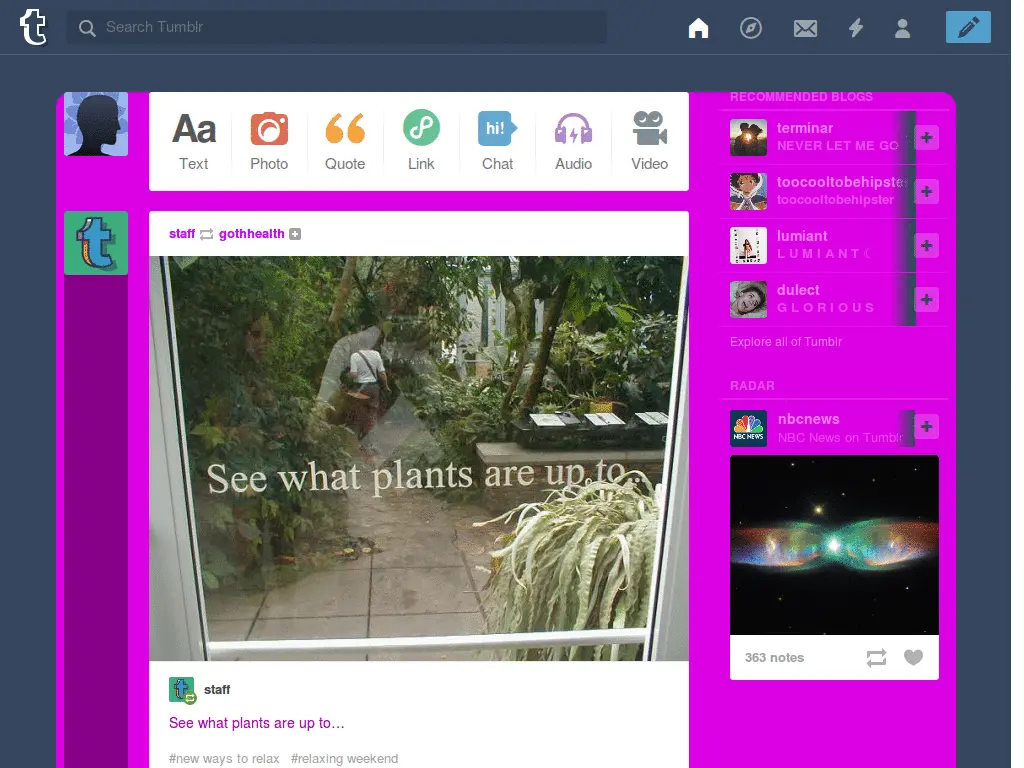 Search Tumblr
Text
Photo
Quote
Link
hi!
Chat
Audio
Video
Aa
staff gothhealth
See what plants are up to...
staff
See what plants are up to…
#new ways to relax #relaxing weekend
RECOMMENDED BLOGS
terminar
NEVER LET ME GO
toocooltobehipste
toocooltobehipster
lumiant
L U M I A N T ☾
dulect
G L O R I O U S
Explore all of Tumblr
RADAR
nbcnews
NBC News on Tumblr
NBC NEWS
363 notes